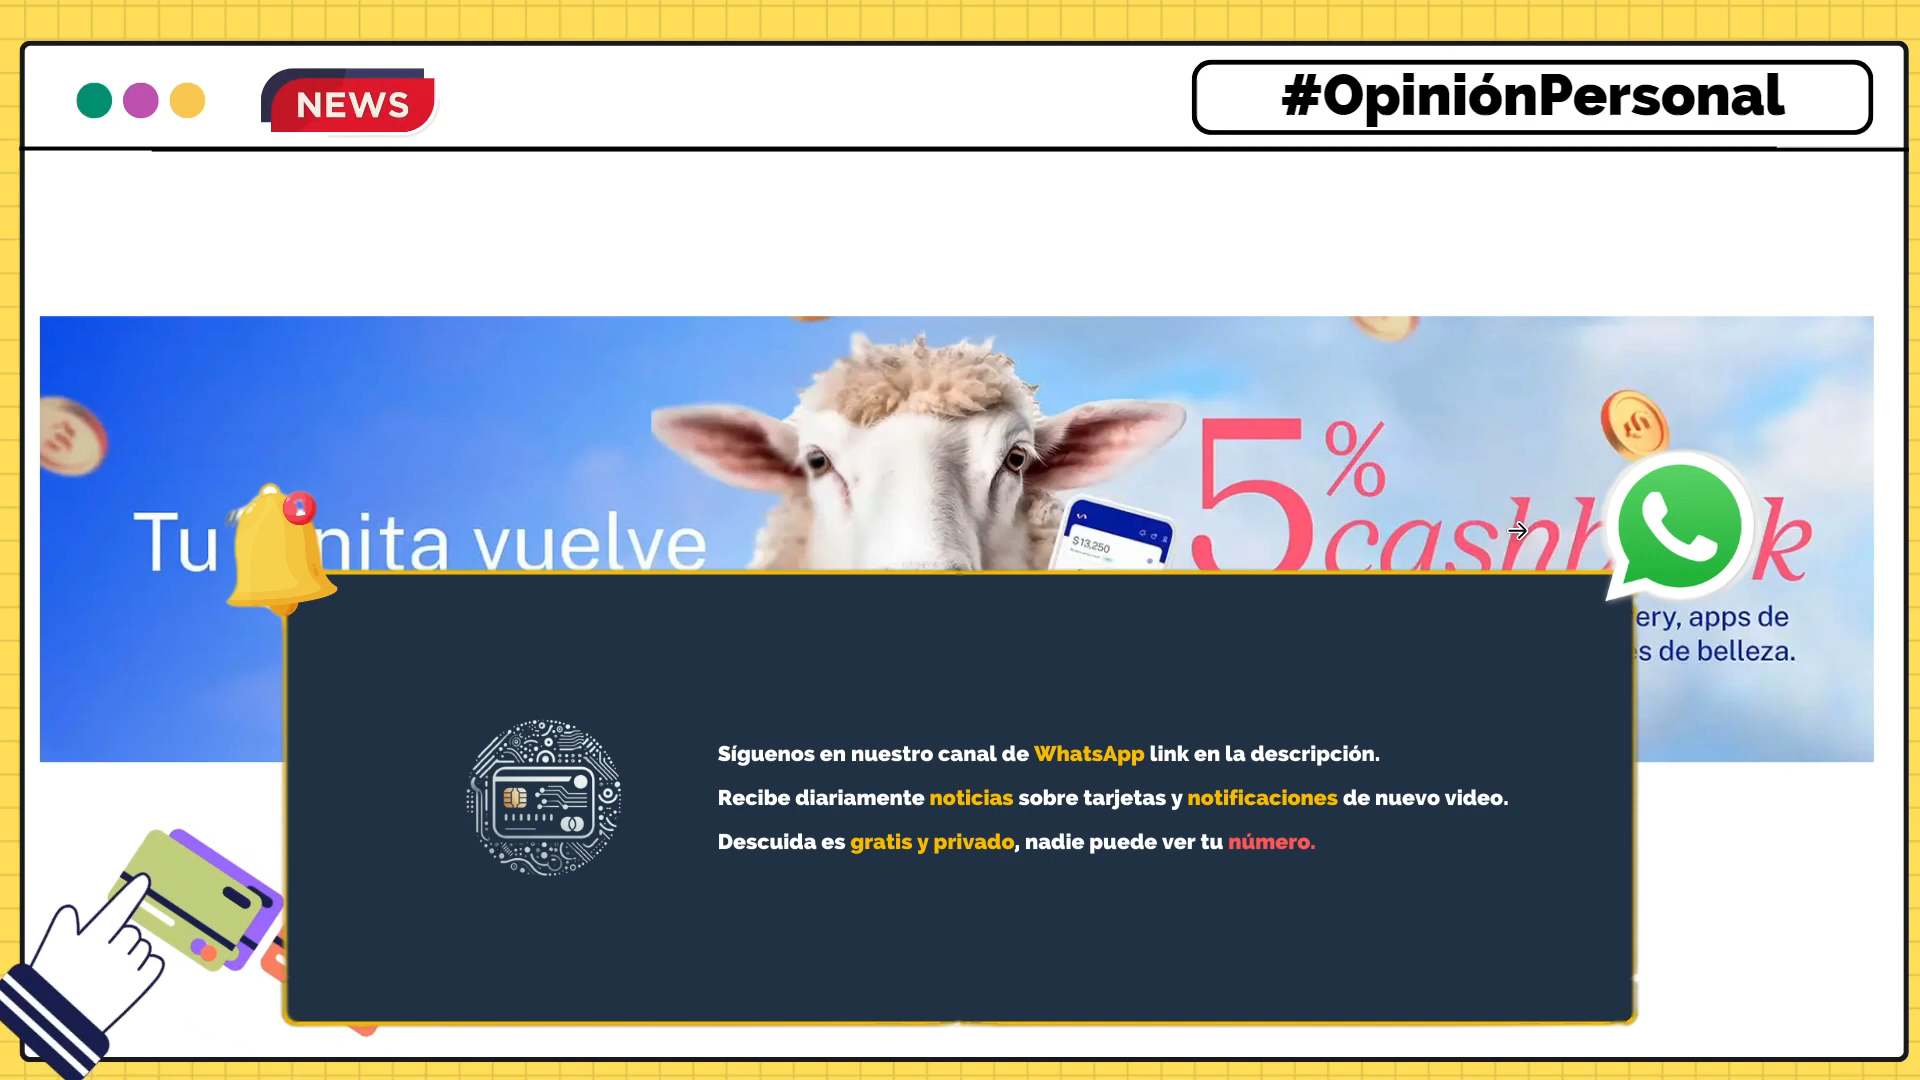 NEWS
#OpiniónPersonal
Tu vuelve
5%
$13,250
ery, apps de
s de belleza.
Síguenos en nuestro canal de WhatsApp link en la descripción.
Recibe diariamente noticias sobre tarjetas y notificaciones de nuevo video.
Descuida es gratis y privado, nadie puede ver tu número.